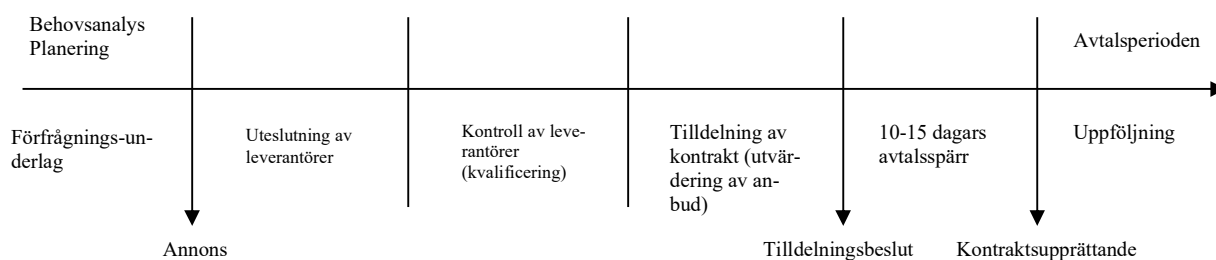 Behovsanalys
Planering
Avtalsperioden
Förfrågnings-un-
derlag
Uteslutning av
leverantörer
Kontroll av leve-
rantörer
(kvalificering)
Tilldelning av
kontrakt (utvär-
dering av an-
bud)
10-15 dagars
avtalsspärr
Uppföljning
Annons
Tilldelningsbeslut
Kontraktsupprättande